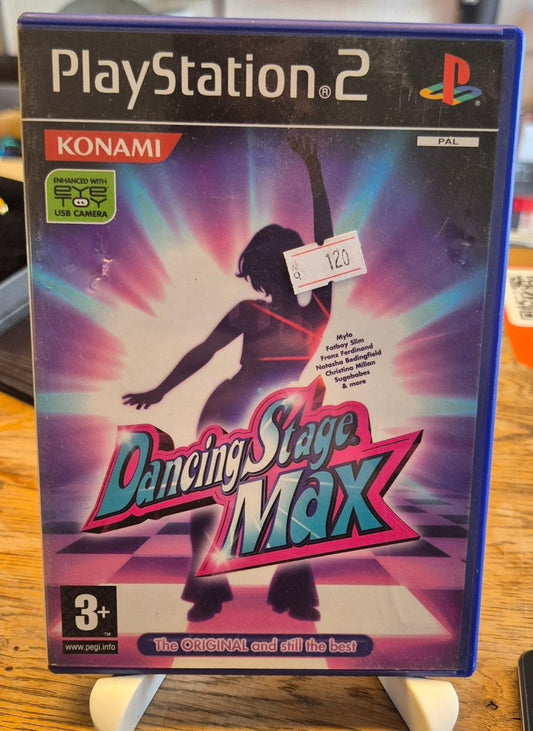 PlayStation®2
KONAMI
PAL
ENHANCED WITH
EYE
TOY
USB CAMERA
120
Mylo
Fatboy Slim
Franz Ferdinand
Natasha Bedingfield
Christina Milian
Sugababes
& more
Dancing Stage
Max
3+
www.pegi.info
The ORIGINAL and still the best